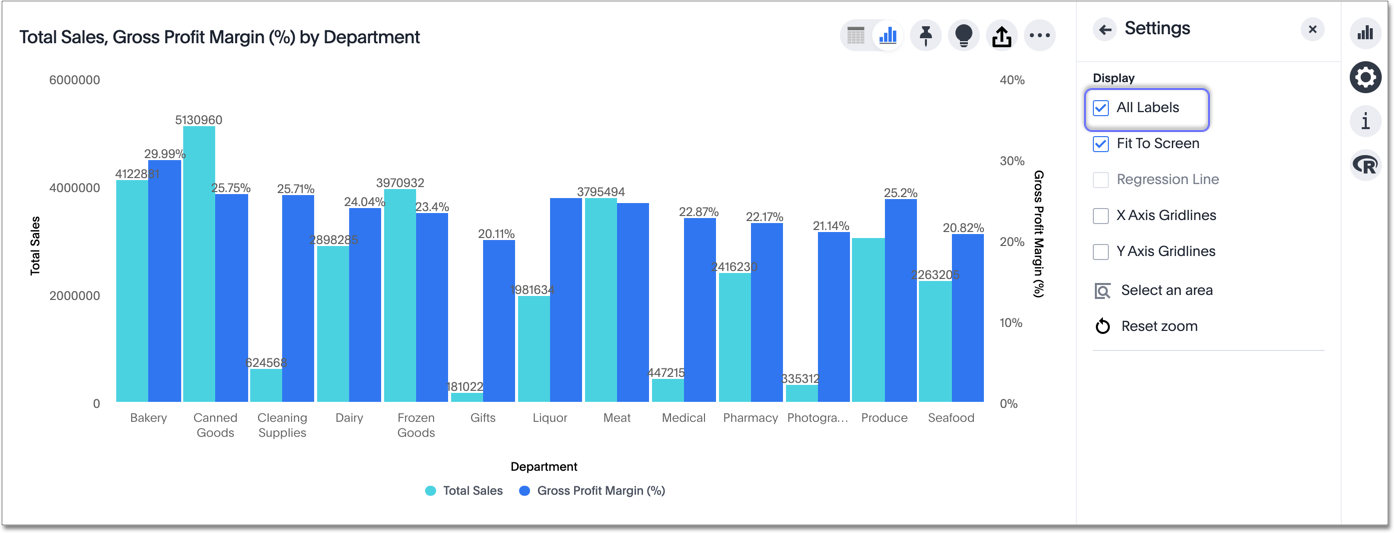 Total Sales, Gross Profit Margin (%) by Department
6000000
4000000
2000000
0
Total Sales
40%
30%
20%
10%
0%
Gross Profit Margin (%)
29.99%
5130960
25.75%
624568
25.71%
2898285
24.04%
3970932
23.4%
181022
20.11%
1981634
3795494
447215
22.87%
2416230
22.17%
335312
21.14%
25.2%
2263205
20.82%
Bakery
Canned
Goods
Cleaning
Supplies
Dairy
Frozen
Goods
Gifts
Liquor
Meat
Medical
Pharmacy
Photogra...
Produce
Seafood
Department
Total Sales
Gross Profit Margin (%)
Settings
Display
All Labels
Fit To Screen
Regression Line
X Axis Gridlines
Y Axis Gridlines
Select an area
Reset zoom
i
R